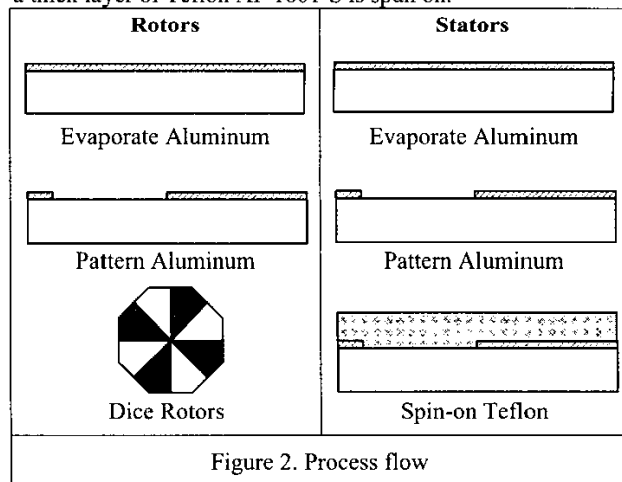 a thick layer of Teflon AF 1601-S is spun on.
Rotors
Evaporate Aluminum
Pattern Aluminum
Dice Rotors
Stators
Evaporate Aluminum
Pattern Aluminum
Spin-on Teflon
Figure 2. Process flow